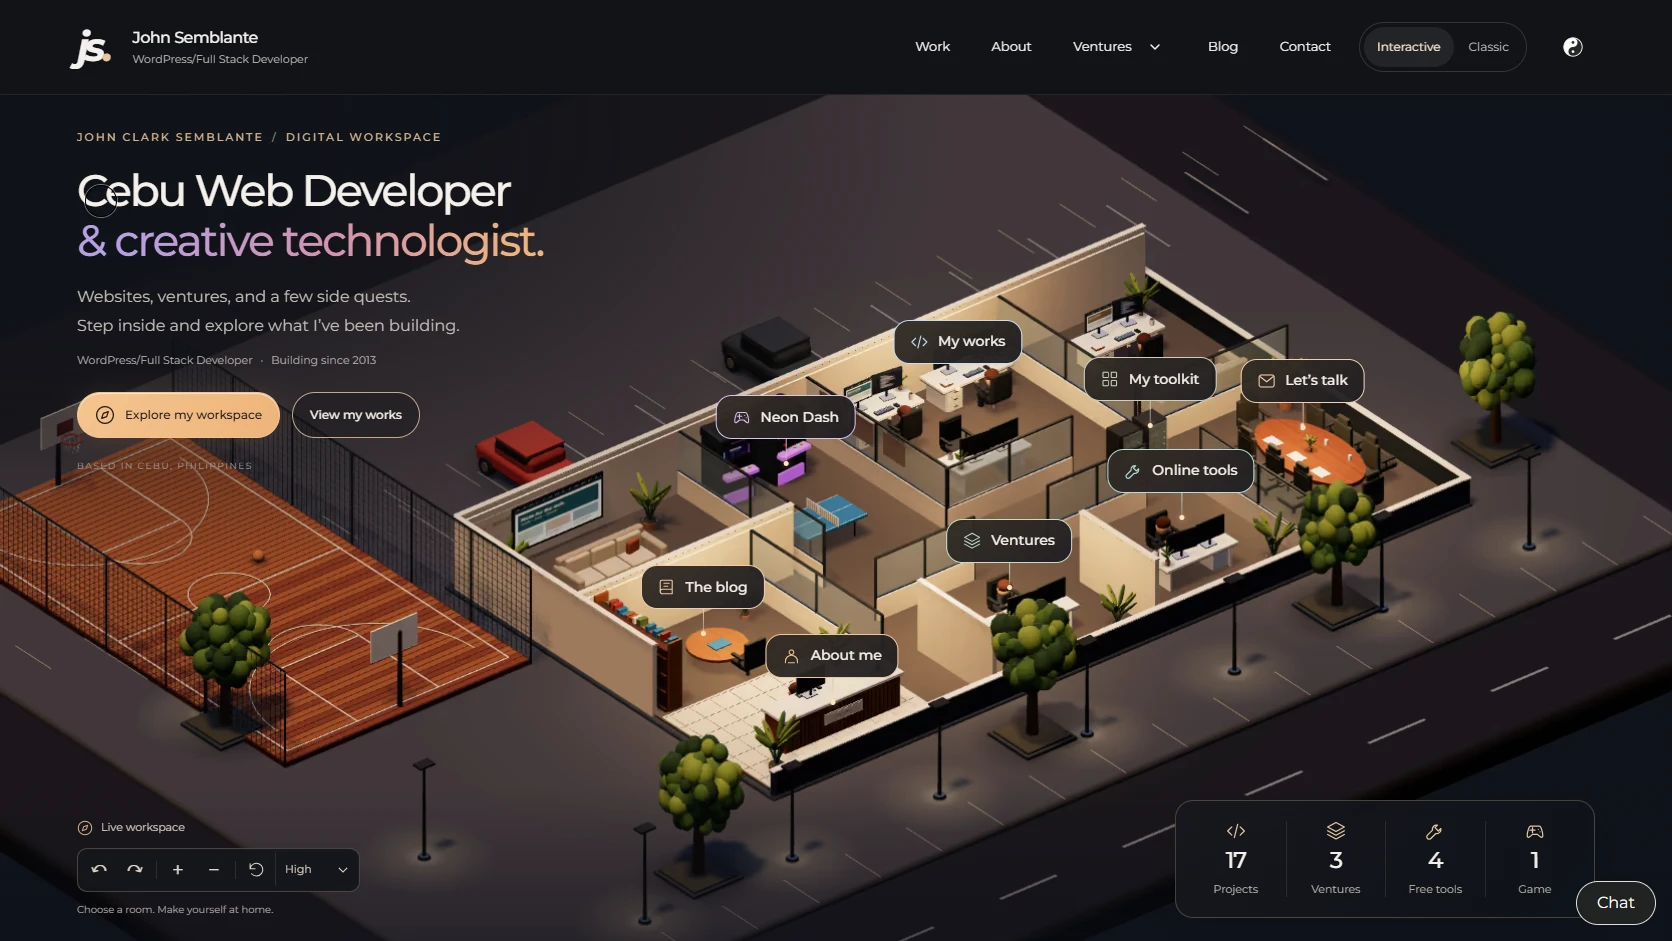 js.
John Semblante
WordPress/Full Stack Developer
Work
About
Ventures
Blog
Contact
Interactive
Classic
JOHN CLARK SEMBLANTE / DIGITAL WORKSPACE
Cebu Web Developer
& creative technologist.
Websites, ventures, and a few side quests.
Step inside and explore what I've been building.
WordPress/Full Stack Developer · Building since 2013
Explore my workspace
View my works
BASED IN CEBU, PHILIPPINES
My works
My toolkit
Let's talk
Neon Dash
Online tools
Ventures
The blog
About me
Live workspace
High
Choose a room. Make yourself at home.
17
Projects
3
Ventures
4
Free tools
1
Game
Chat